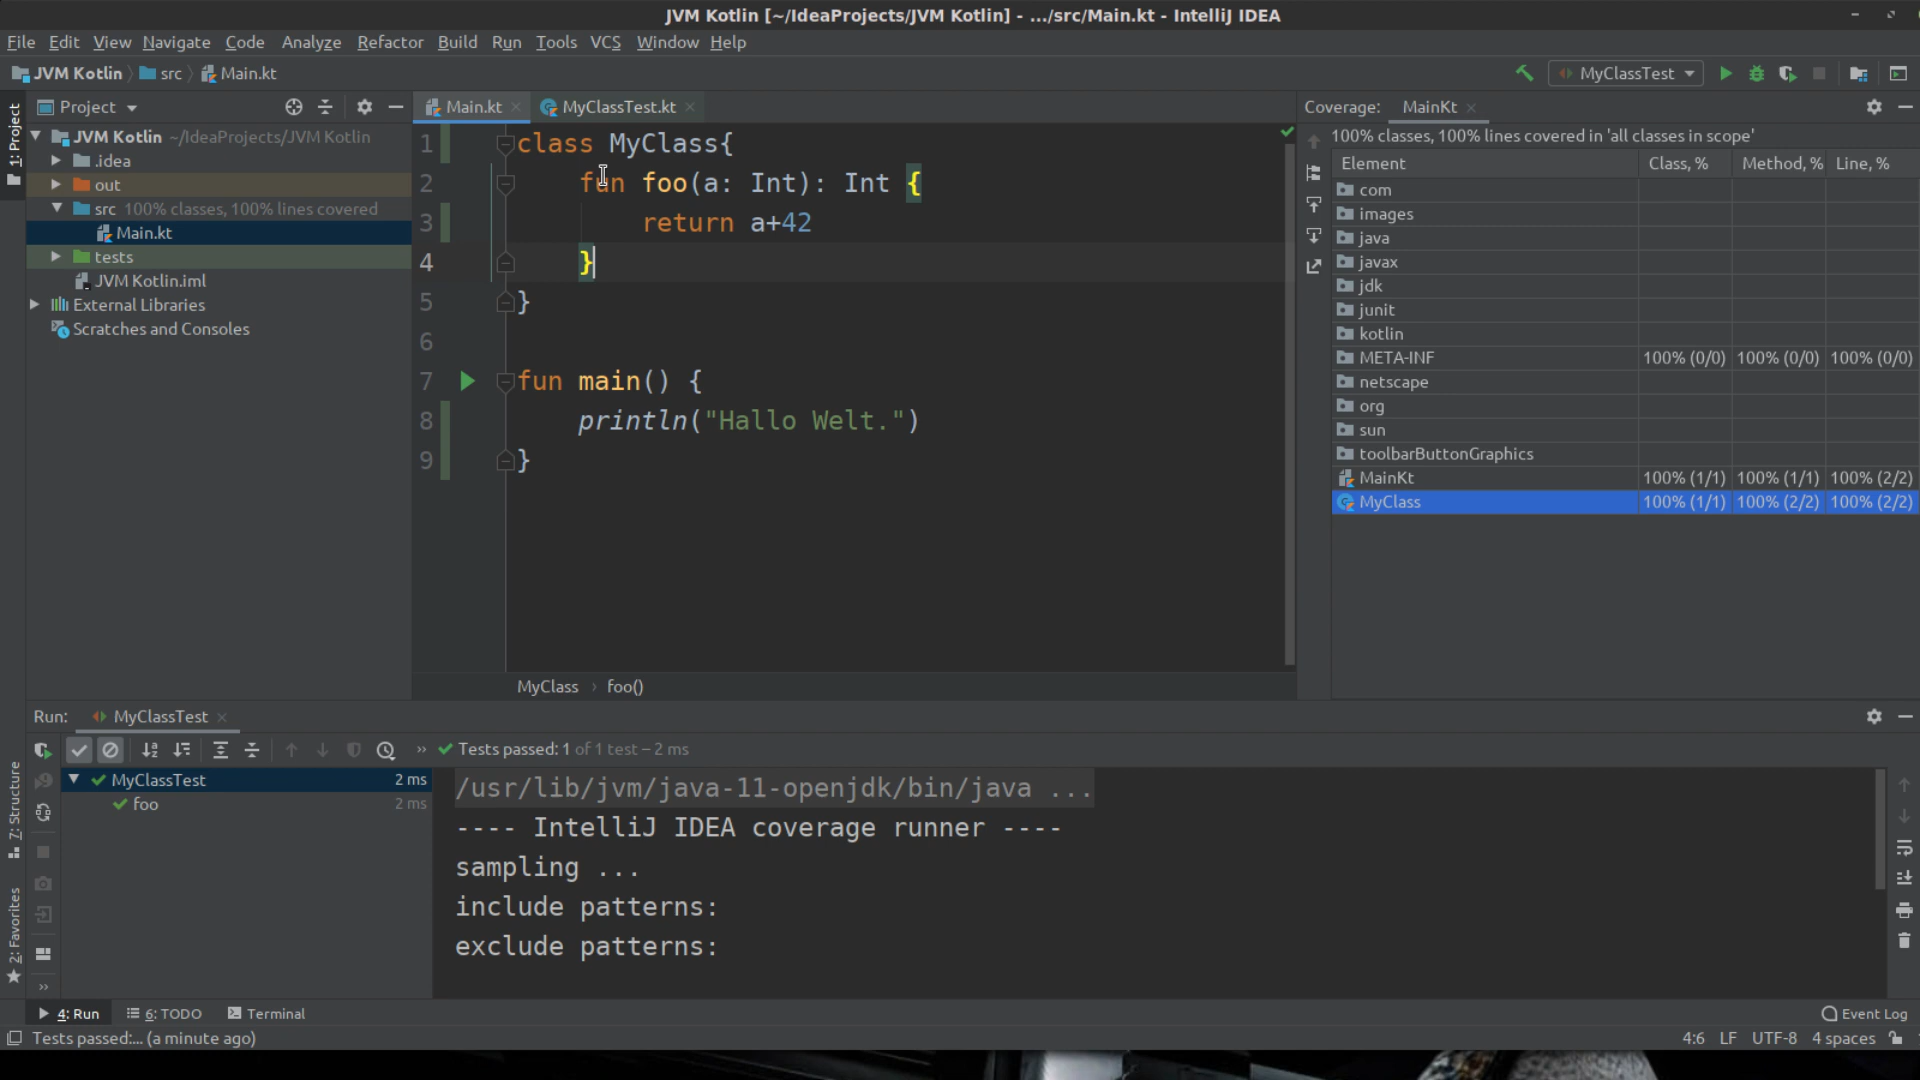 JVM Kotlin [~/IdeaProjects/JVM Kotlin] - .../src/Main.kt - IntelliJ IDEA
File Edit View Navigate Code Analyze Refactor Build Run Tools VCS Window Help
JVM Kotlin src Main.kt
MyClassTest
1: Project
Project
JVM Kotlin ~/IdeaProjects/JVM Kotlin
.idea
out
src 100% classes, 100% lines covered
Main.kt
tests
JVM Kotlin.iml
External Libraries
Scratches and Consoles
Main.kt MyClassTest.kt
1 class MyClass{
2 fun foo(a: Int): Int {
3 return a+42
4 }
5 }
6
7 fun main() {
8 println("Hallo Welt.")
9 }
MyClass › foo()
Coverage: MainKt
100% classes, 100% lines covered in 'all classes in scope'
Element Class, % Method, % Line, %
com
images
java
javax
jdk
junit
kotlin
META-INF 100% (0/0) 100% (0/0) 100% (0/0)
netscape
org
sun
toolbarButtonGraphics
MainKt 100% (1/1) 100% (1/1) 100% (2/2)
MyClass 100% (1/1) 100% (2/2) 100% (2/2)
Run: MyClassTest
Tests passed: 1 of 1 test – 2 ms
7: Structure
2: Favorites
MyClassTest 2 ms
foo 2 ms
/usr/lib/jvm/java-11-openjdk/bin/java ...
---- IntelliJ IDEA coverage runner ----
sampling ...
include patterns:
exclude patterns:
4: Run 6: TODO Terminal Event Log
Tests passed:... (a minute ago) 4:6 LF UTF-8 4 spaces